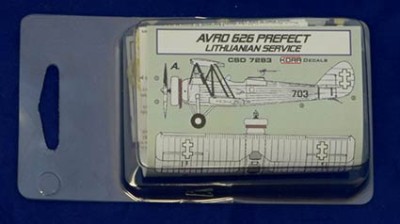 AVRO 626 PREFECT
LITHUANIAN SERVICE
CSD 7283 KORA DECALS
A.
703